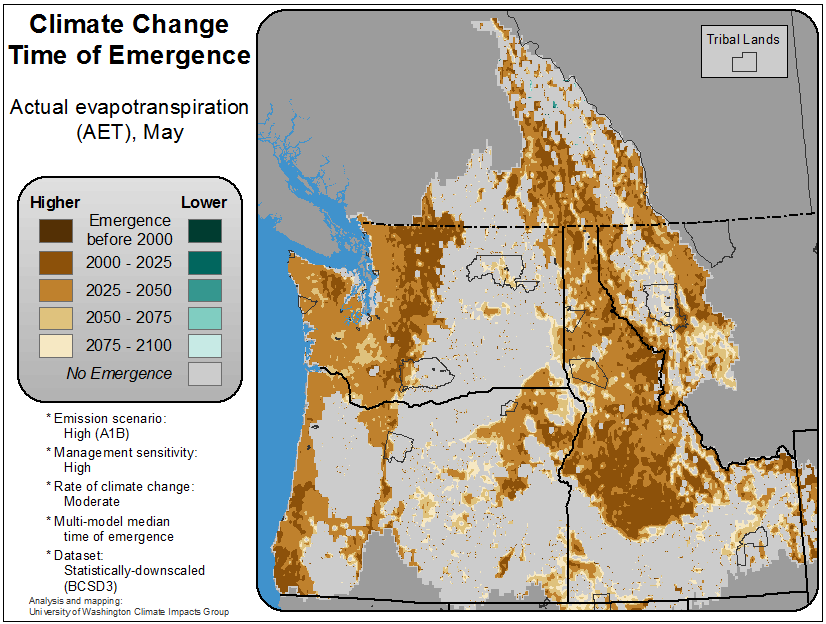 Climate Change
Time of Emergence
Actual evapotranspiration
(AET), May
Higher
Lower
Emergence
before 2000
2000 - 2025
2025 - 2050
2050 - 2075
2075 - 2100
No Emergence
* Emission scenario:
High (A1B)
* Management sensitivity:
High
* Rate of climate change:
Moderate
* Multi-model median
time of emergence
* Dataset:
Statistically-downscaled
(BCSD3)
Analysis and mapping:
University of Washington Climate Impacts Group
Tribal Lands